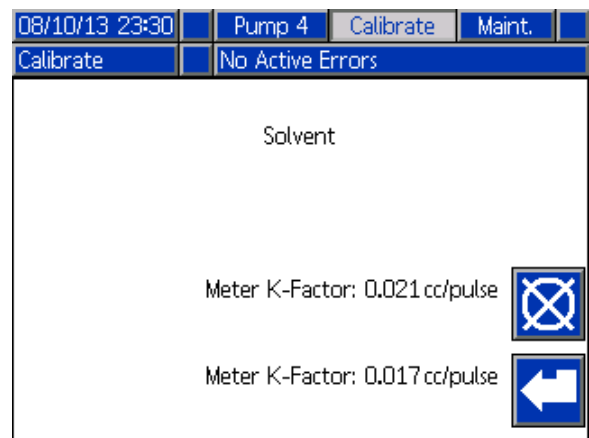 08/10/13 23:30 Pump 4 Calibrate Maint.
Calibrate No Active Errors
Solvent
Meter K-Factor: 0.021 cc/pulse
Meter K-Factor: 0.017 cc/pulse